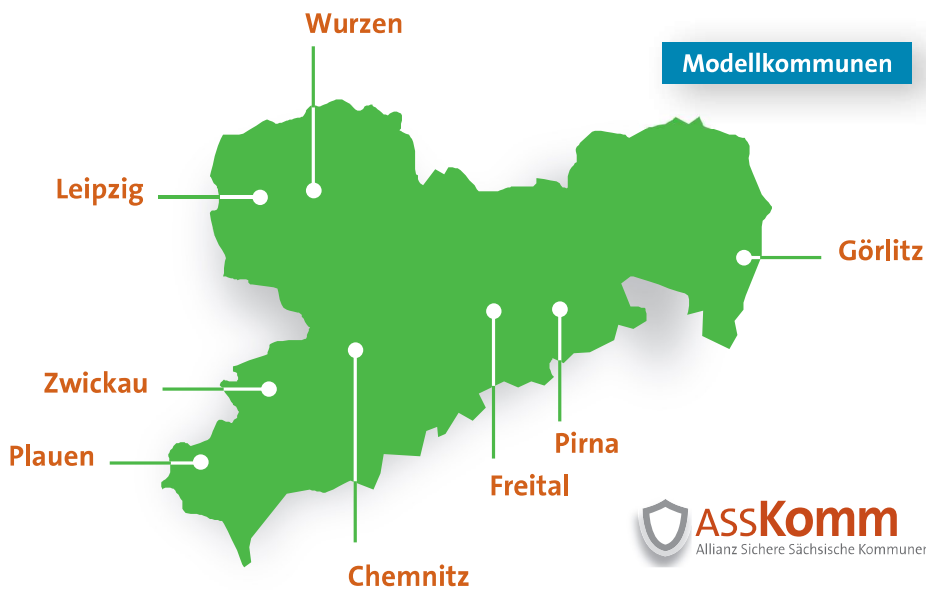 Wurzen
Modellkommunen
Leipzig
Görlitz
Zwickau
Plauen
Pirna
Freital
Chemnitz
ASSKomm
Allianz Sichere Sächsische Kommunen